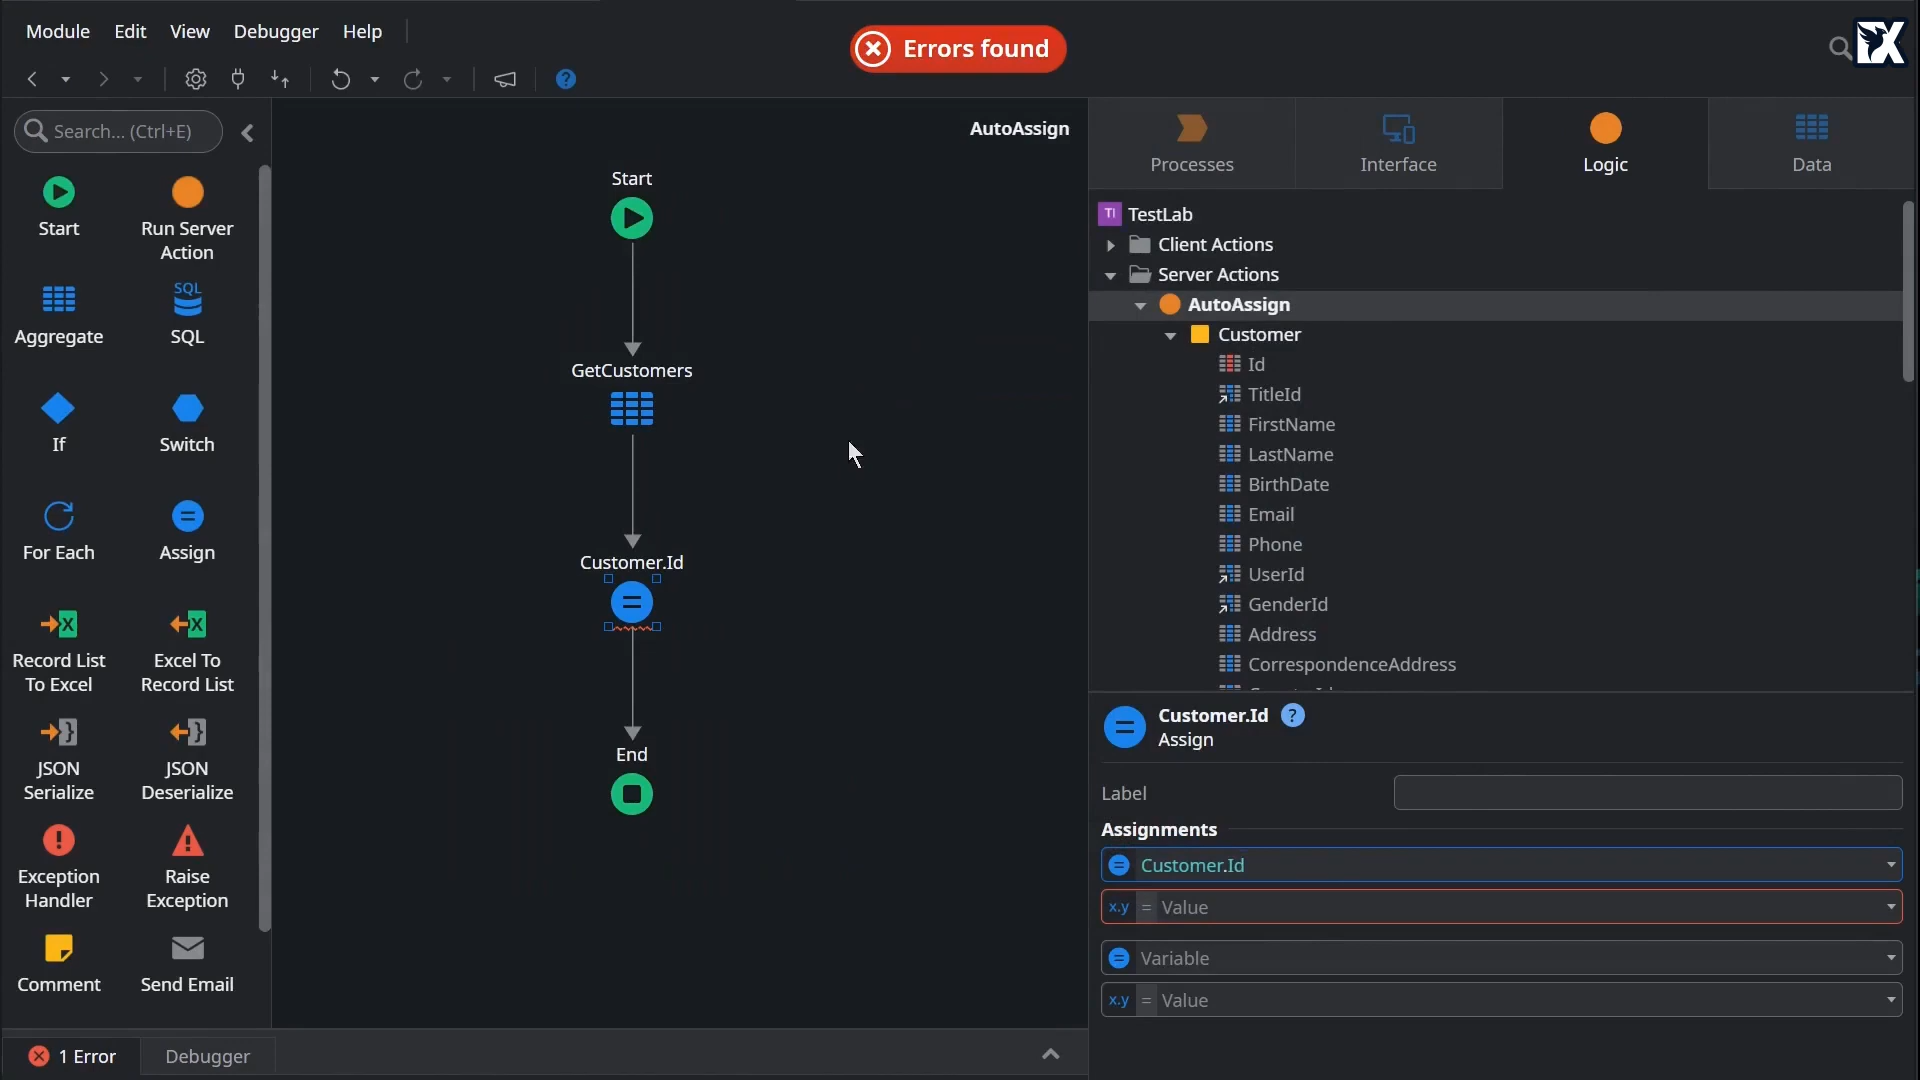 Module Edit View Debugger Help
Errors found
Search... (Ctrl+E)
Start
Run Server
Action
Aggregate
SQL
SQL
If
Switch
For Each
Assign
Record List
To Excel
Excel To
Record List
JSON
Serialize
JSON
Deserialize
Exception
Handler
Raise
Exception
Comment
Send Email
AutoAssign
Start
GetCustomers
Customer.Id
End
1 Error
Debugger
Processes
Interface
Logic
Data
TI TestLab
Client Actions
Server Actions
AutoAssign
Customer
Id
TitleId
FirstName
LastName
BirthDate
Email
Phone
UserId
GenderId
Address
CorrespondenceAddress
Customer.Id ?
Assign
Label
Assignments
Customer.Id
x.y = Value
Variable
x.y = Value